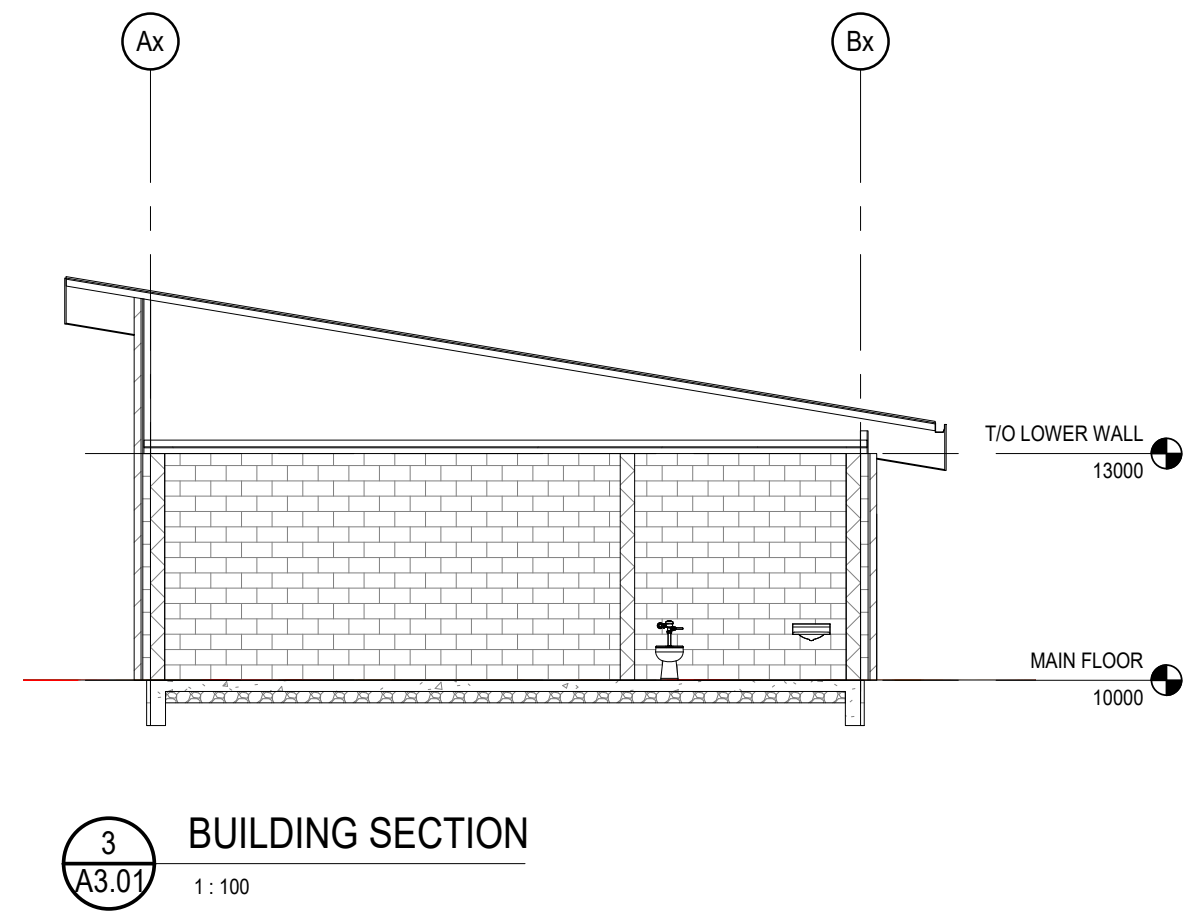 Ax
Bx
T/O LOWER WALL
13000
MAIN FLOOR
10000
3
BUILDING SECTION
A3.01
1 : 100